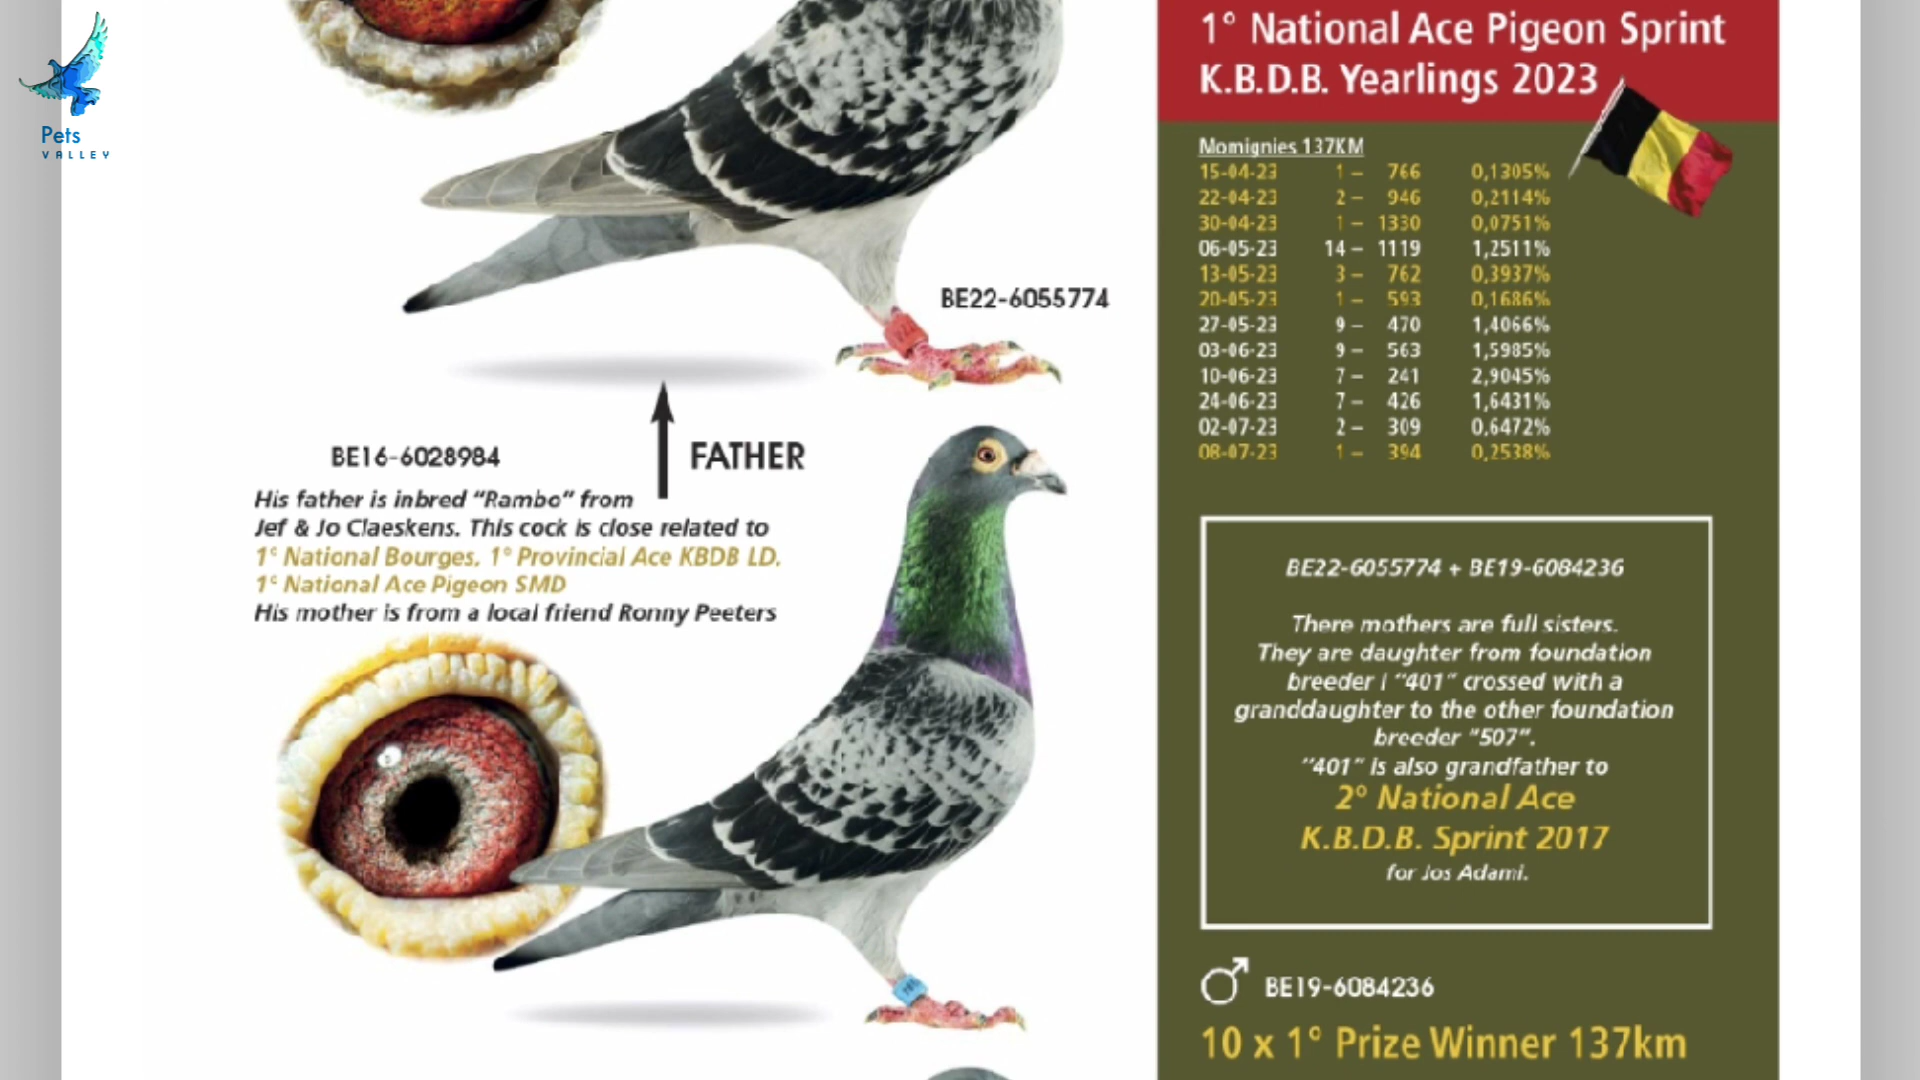 Pets
VALLEY
BE22-6055774
BE16-6028984
FATHER
His father is inbred “Rambo” from
Jef & Jo Claeskens. This cock is close related to
1° National Bourges, 1° Provincial Ace KBDB LD.
1° National Ace Pigeon SMD
His mother is from a local friend Ronny Peeters
1° National Ace Pigeon Sprint
K.B.D.B. Yearlings 2023
Momignies 137KM
15-04-23 1 – 766 0,1305%
22-04-23 2 – 946 0,2114%
30-04-23 1 – 1330 0,0751%
06-05-23 14 – 1119 1,2511%
13-05-23 3 – 762 0,3937%
20-05-23 1 – 593 0,1686%
27-05-23 9 – 470 1,4066%
03-06-23 9 – 563 1,5985%
10-06-23 7 – 241 2,9045%
24-06-23 7 – 426 1,6431%
02-07-23 2 – 309 0,6472%
08-07-23 1 – 394 0,2538%
BE22-6055774 + BE19-6084236
There mothers are full sisters.
They are daughter from foundation
breeder I “401” crossed with a
granddaughter to the other foundation
breeder “507”.
“401” is also grandfather to
2° National Ace
K.B.D.B. Sprint 2017
for Jos Adami.
♂ BE19-6084236
10 x 1° Prize Winner 137km